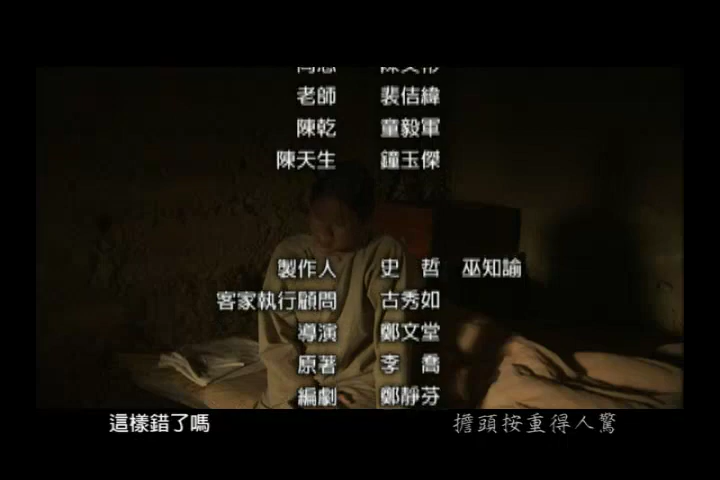 老師 裴佶緯
陳乾 童毅軍
陳天生 鐘玉傑
製作人 史 哲 巫知諭
客家執行顧問 古秀如
導演 鄭文堂
原著 李 喬
編劇 鄭靜芬
這樣錯了嗎 擔頭按重得人驚